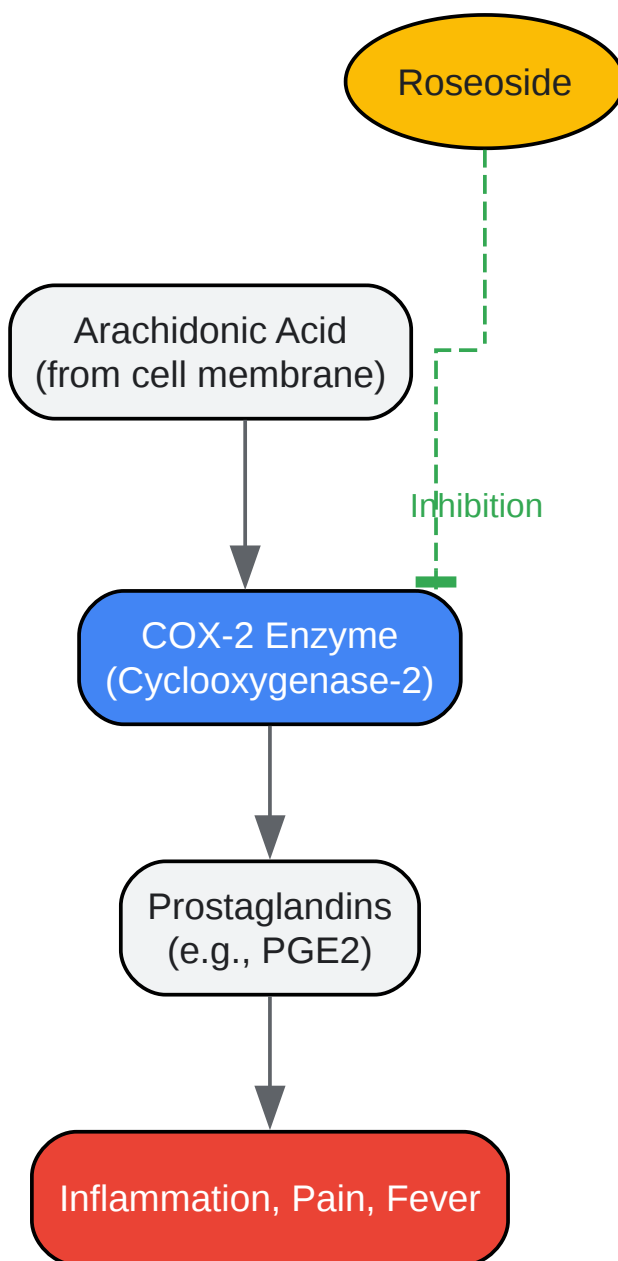 Roseoside
Arachidonic Acid
(from cell membrane)
Inhibition
COX-2 Enzyme
(Cyclooxygenase-2)
Prostaglandins
(e.g., PGE2)
Inflammation, Pain, Fever